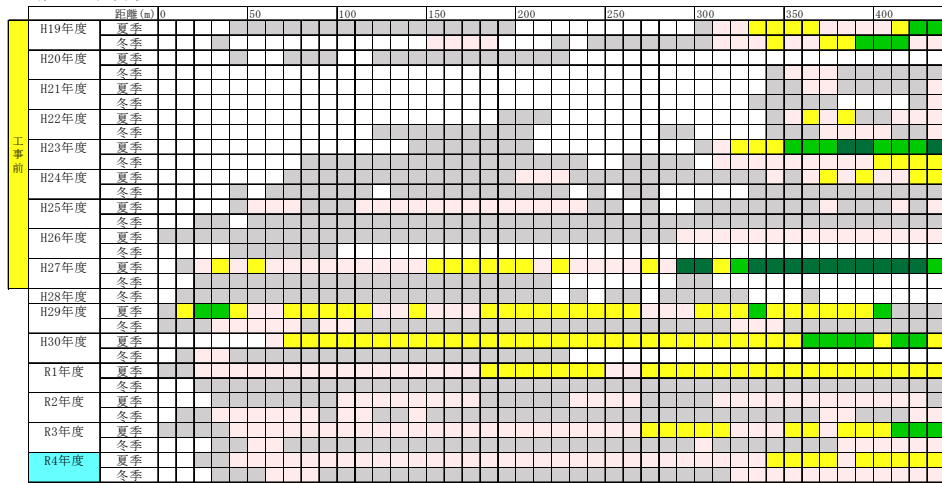 距離(m) 0 50 100 150 200 250 300 350 400
工事前
H19年度 夏季
冬季
H20年度 夏季
冬季
H21年度 夏季
冬季
H22年度 夏季
冬季
H23年度 夏季
冬季
H24年度 夏季
冬季
H25年度 夏季
冬季
H26年度 夏季
冬季
H27年度 夏季
冬季
H28年度 冬季
H29年度 夏季
冬季
H30年度 夏季
冬季
R1年度 夏季
冬季
R2年度 夏季
冬季
R3年度 夏季
冬季
R4年度 夏季
冬季